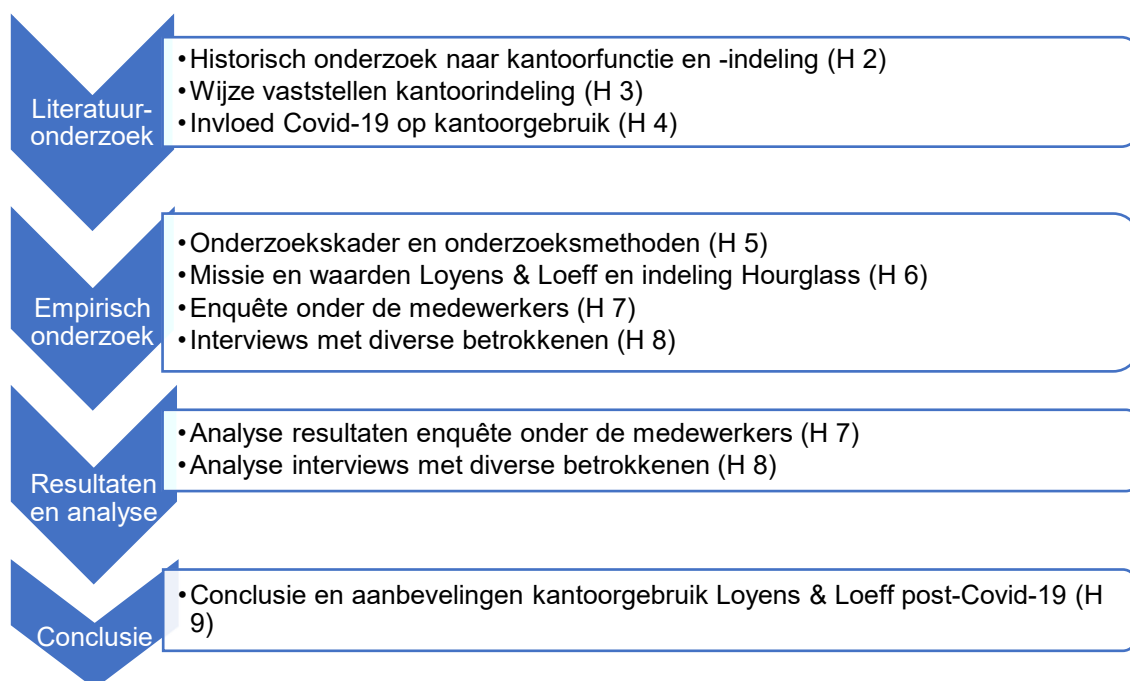 Literatuur-
onderzoek
•Historisch onderzoek naar kantoorfunctie en -indeling (H 2)
•Wijze vaststellen kantoorindeling (H 3)
•Invloed Covid-19 op kantoorgebruik (H 4)
Empirisch
onderzoek
•Onderzoekskader en onderzoeksmethoden (H 5)
•Missie en waarden Loyens & Loeff en indeling Hourglass (H 6)
•Enquête onder de medewerkers (H 7)
•Interviews met diverse betrokkenen (H 8)
Resultaten
en analyse
•Analyse resultaten enquête onder de medewerkers (H 7)
•Analyse interviews met diverse betrokkenen (H 8)
Conclusie
•Conclusie en aanbevelingen kantoorgebruik Loyens & Loeff post-Covid-19 (H
9)